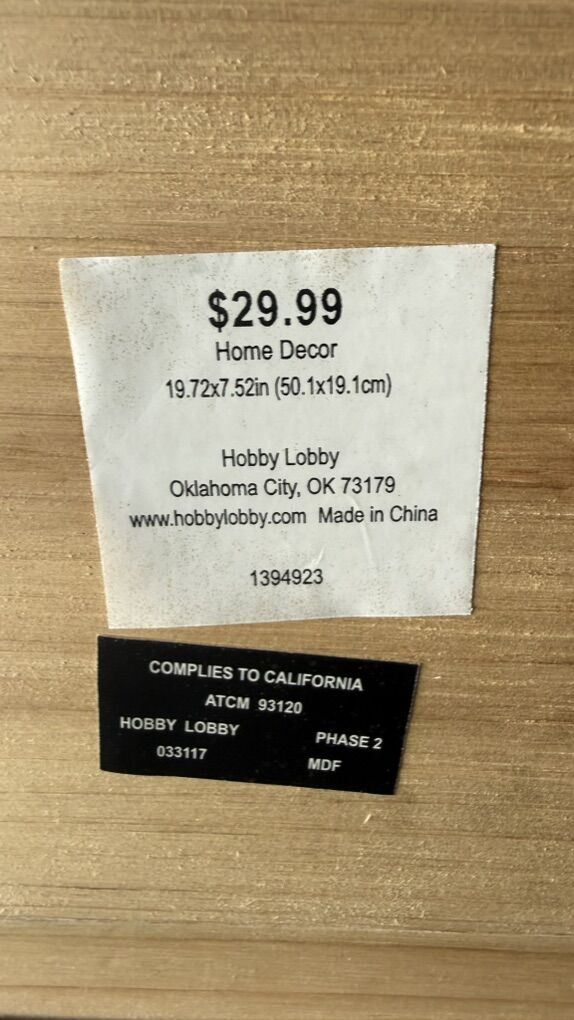 $29.99
Home Decor
19.72x7.52in (50.1x19.1cm)
Hobby Lobby
Oklahoma City, OK 73179
www.hobbylobby.com Made in China
1394923
COMPLIES TO CALIFORNIA
ATCM 93120
HOBBY LOBBY PHASE 2
033117 MDF